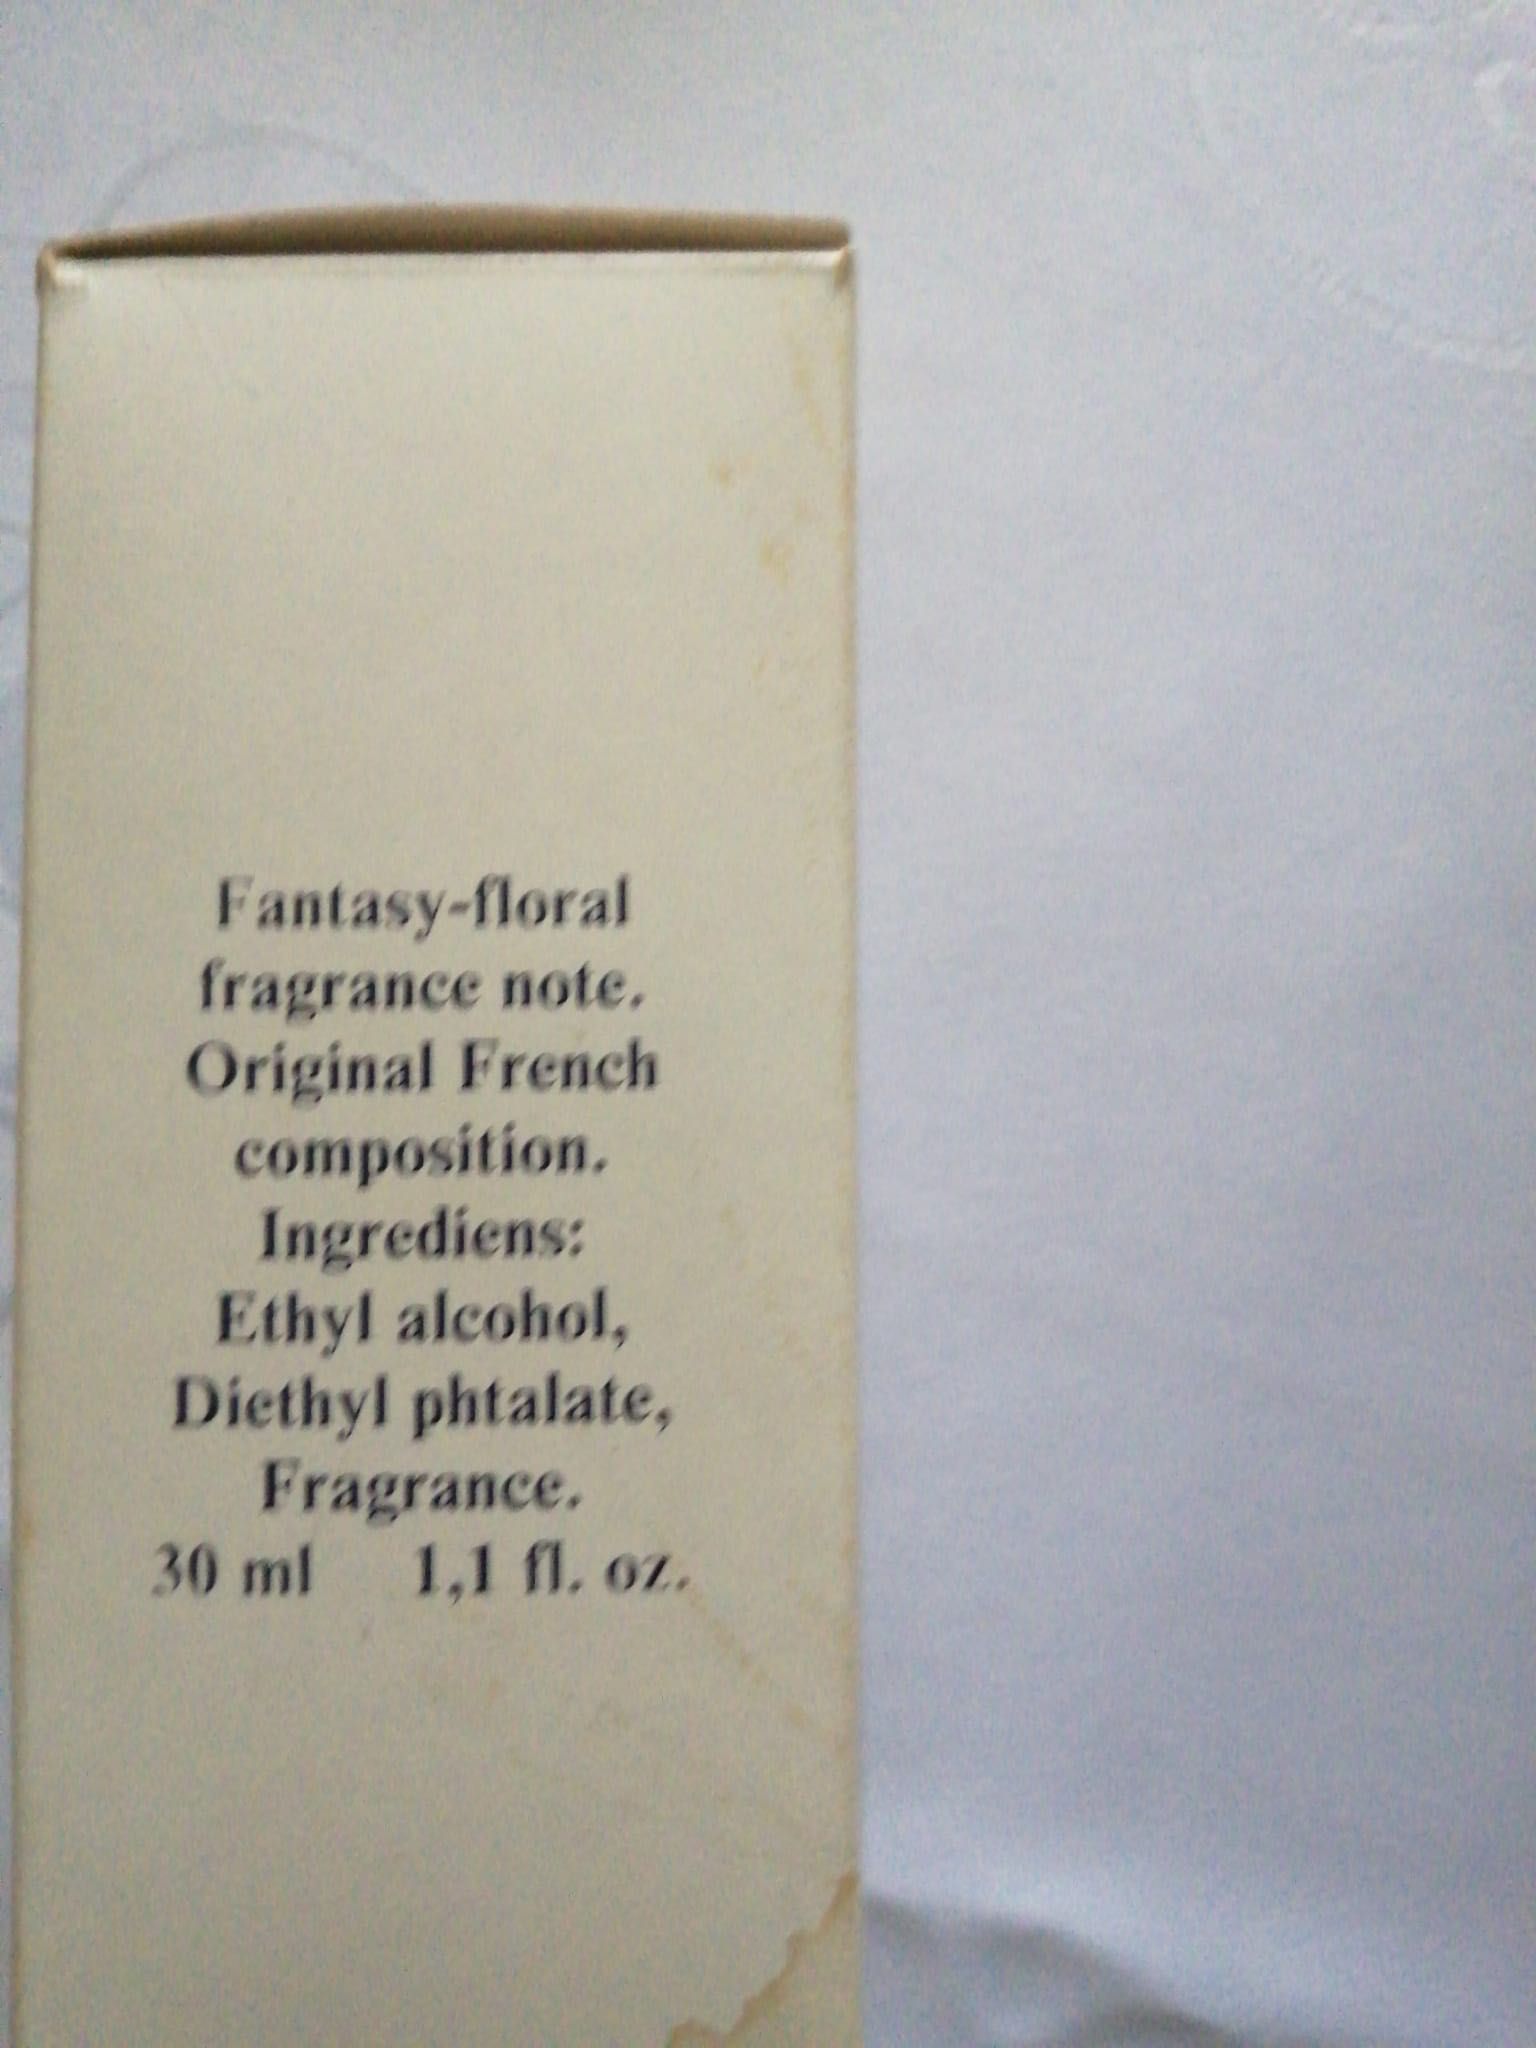 Fantasy-floral
fragrance note.
Original French
composition.
Ingrediens:
Ethyl alcohol,
Diethyl phtalate,
Fragrance.
30 ml 1,1 fl. oz.